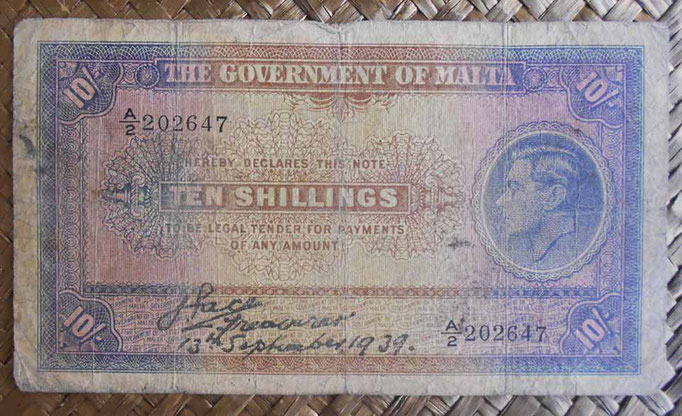 10/-
THE GOVERNMENT OF MALTA
10/-
A/2 202647
HEREBY DECLARES THIS NOTE
TEN SHILLINGS
TO BE LEGAL TENDER FOR PAYMENTS
OF ANY AMOUNT
J Pace
Treasurer
13th September 1939.
A/2 202647
10/-
10/-